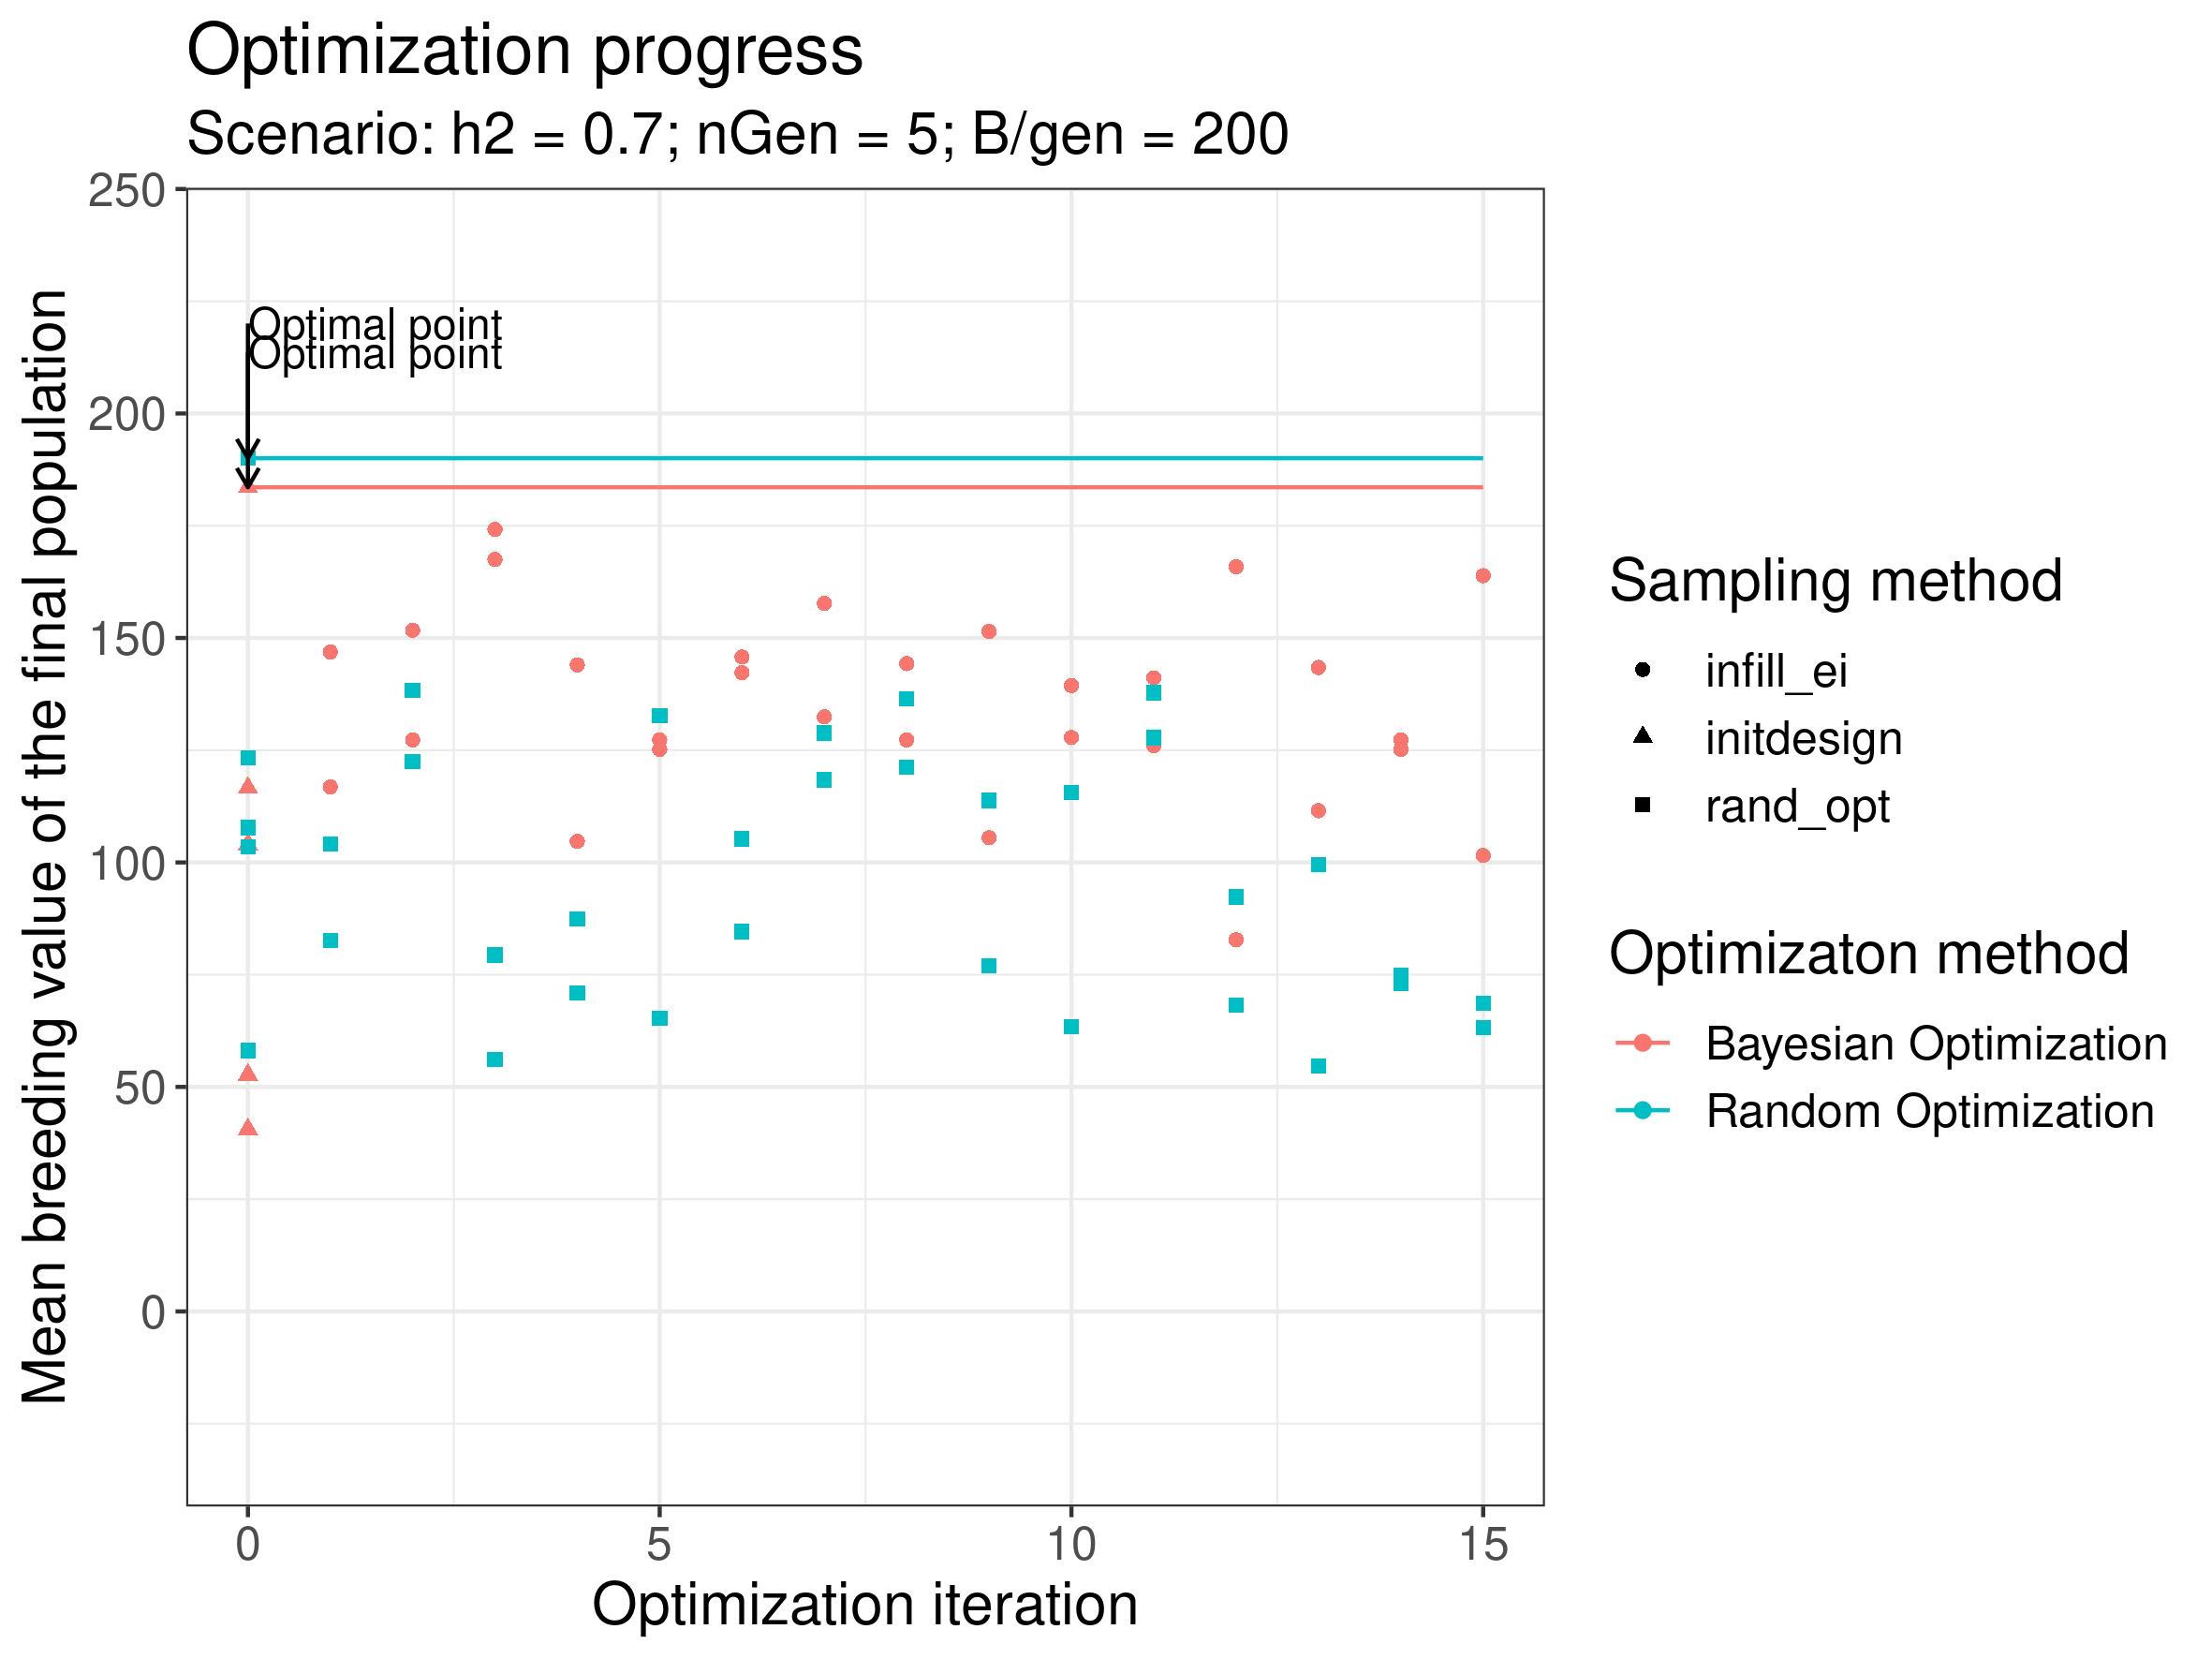 Optimization progress
Scenario: h2 = 0.7; nGen = 5; B/gen = 200
Mean breeding value of the final population
250
200
150
100
50
0
Optimal point
Optimal point
0
5
10
15
Optimization iteration
Sampling method
infill_ei
initdesign
rand_opt
Optimizaton method
Bayesian Optimization
Random Optimization